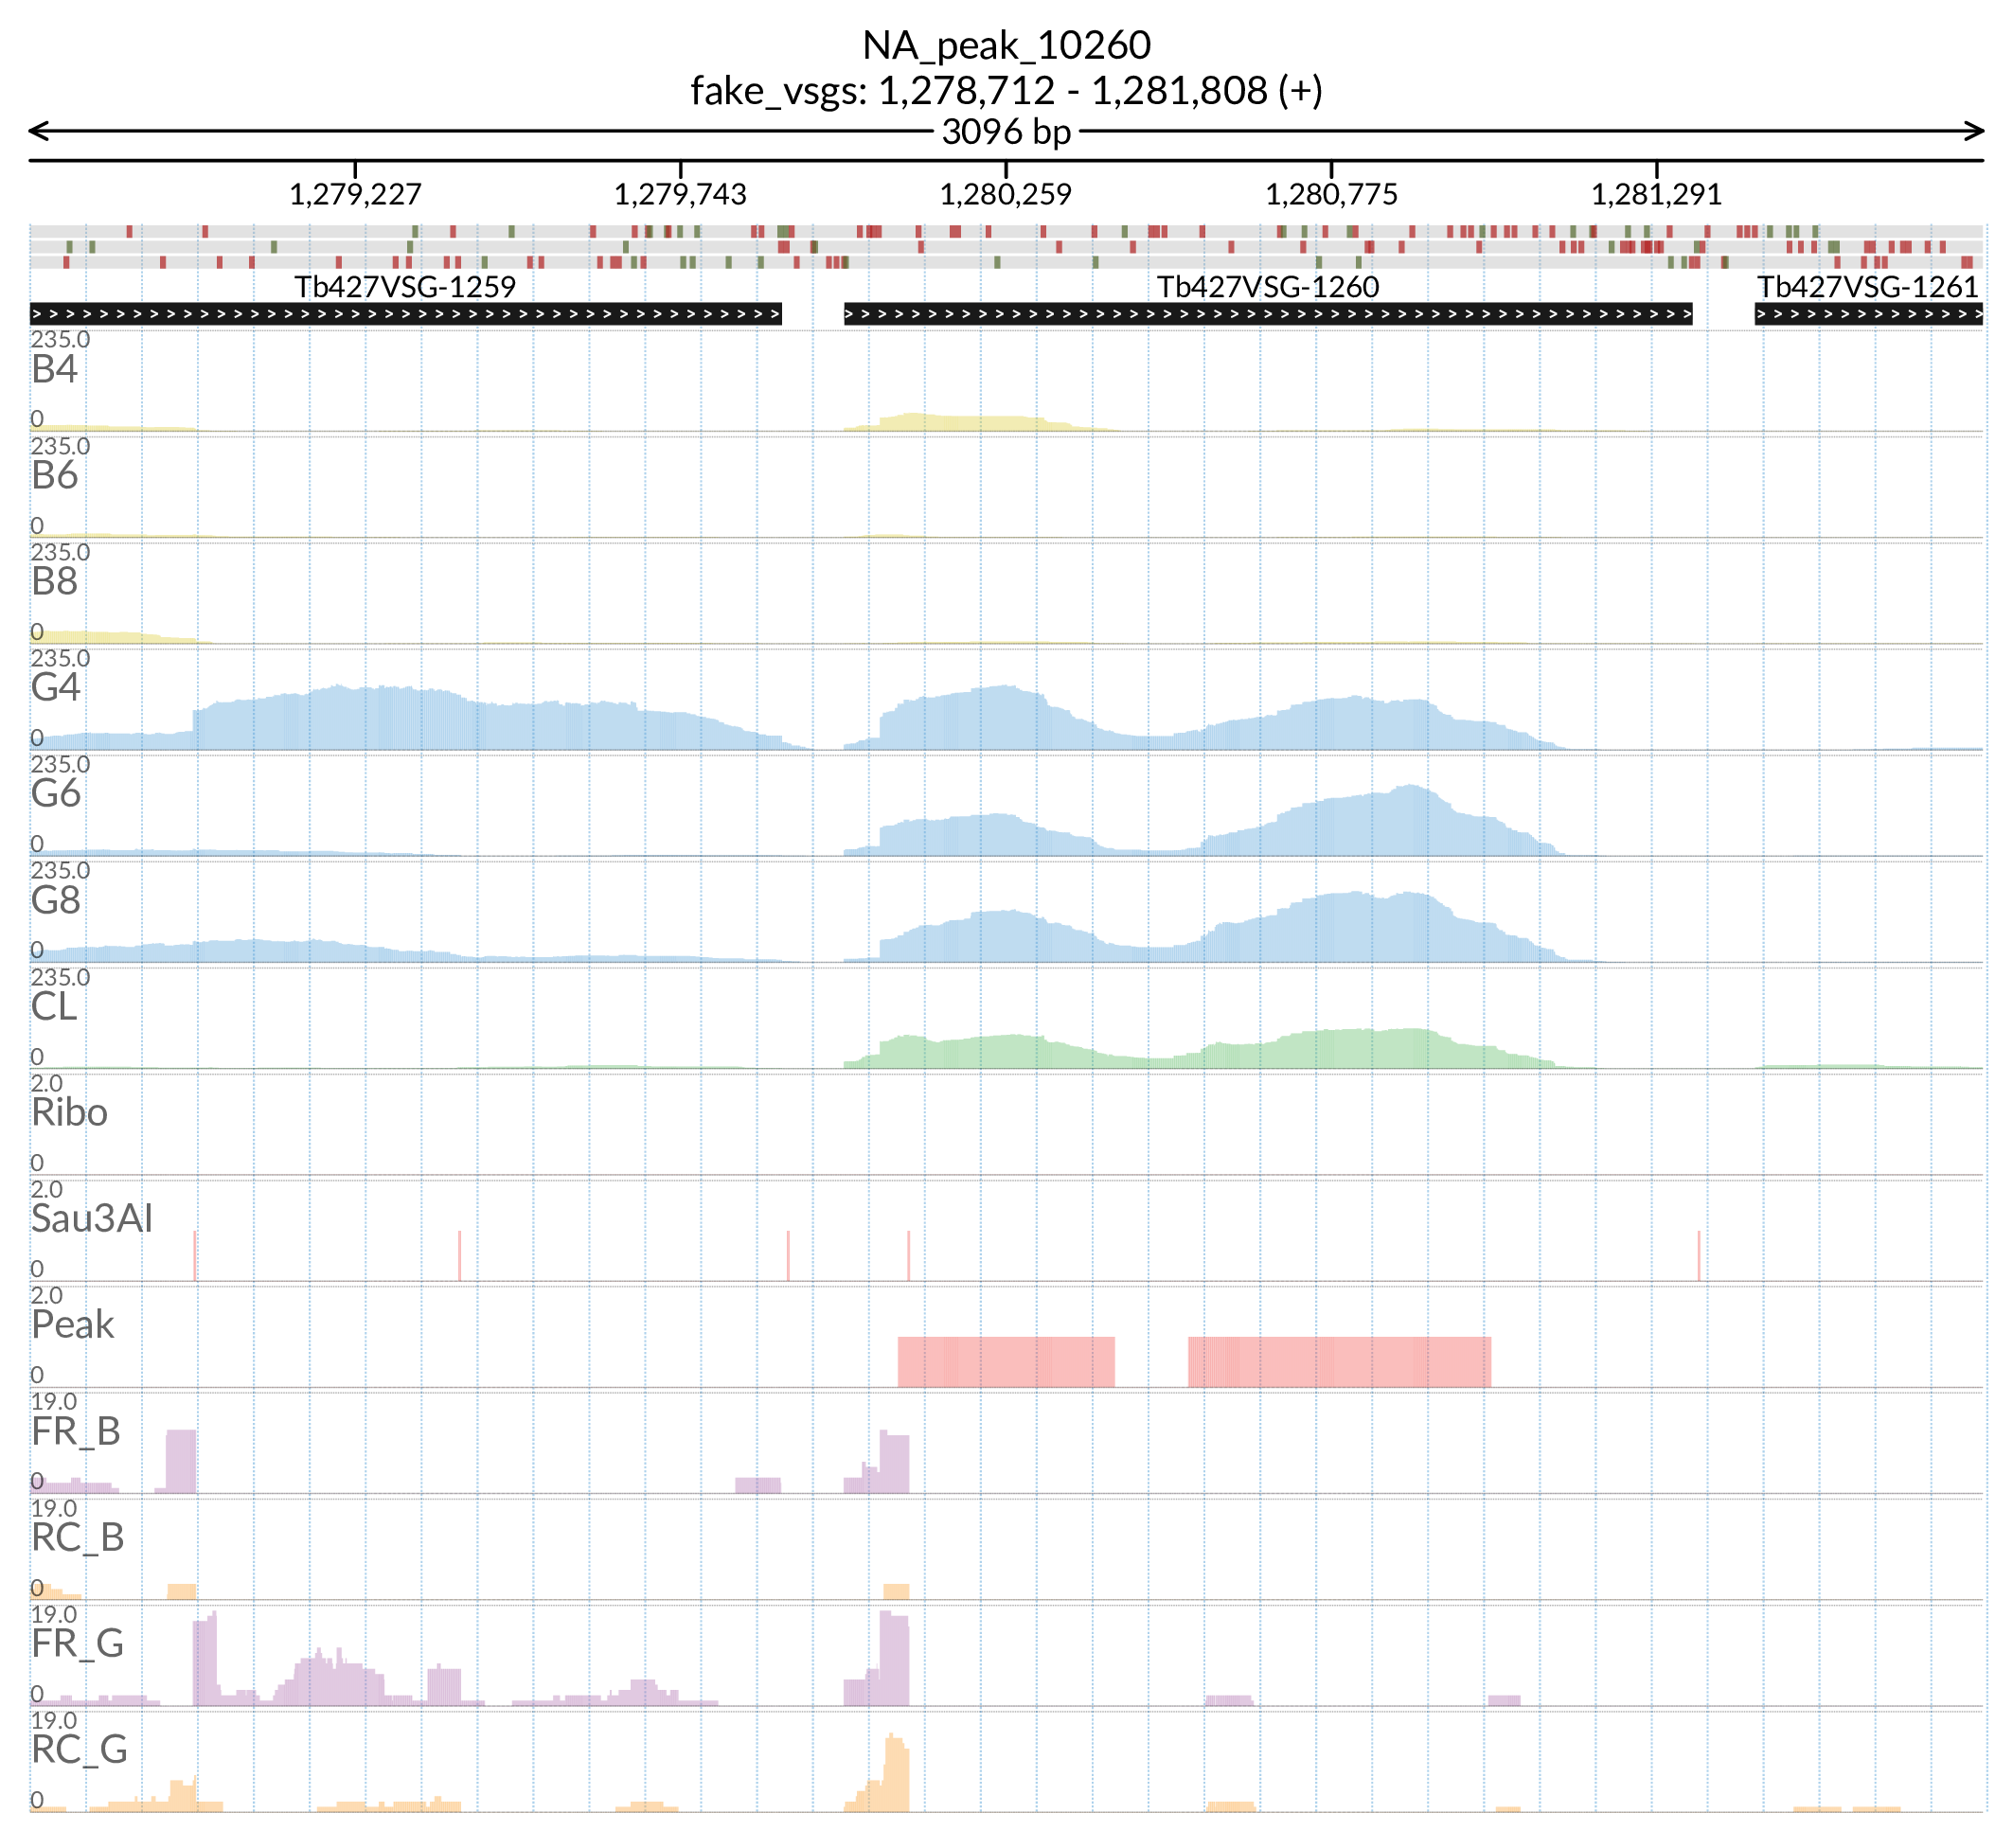 NA_peak_10260
fake_vsgs: 1,278,712 - 1,281,808 (+)
3096 bp
1,279,227 1,279,743 1,280,259 1,280,775 1,281,291
Tb427VSG-1259 Tb427VSG-1260 Tb427VSG-1261
235.0
B4
0
235.0
B6
0
235.0
B8
0
235.0
G4
0
235.0
G6
0
235.0
G8
0
235.0
CL
0
2.0
Ribo
0
2.0
Sau3AI
0
2.0
Peak
0
19.0
FR_B
0
19.0
RC_B
0
19.0
FR_G
0
19.0
RC_G
0